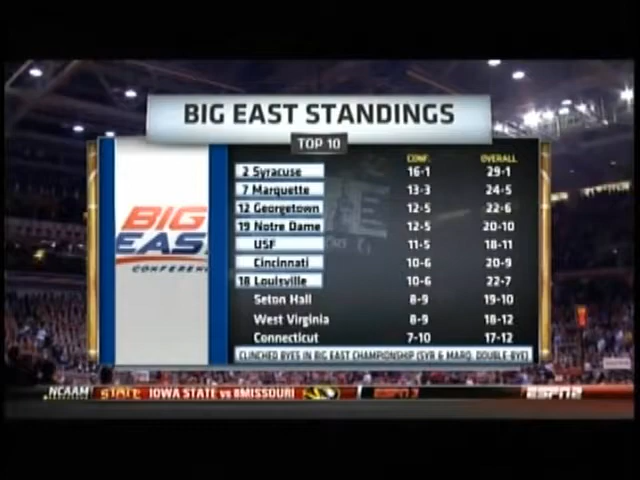 BIG EAST STANDINGS
TOP 10
CONF. OVERALL
2 Syracuse 16-1 29-1
7 Marquette 13-3 24-5
12 Georgetown 12-5 22-6
19 Notre Dame 12-5 20-10
USF 11-5 18-11
Cincinnati 10-6 20-9
18 Louisville 10-6 22-7
Seton Hall 8-9 19-10
West Virginia 8-9 18-12
Connecticut 7-10 17-12
CLINCHED BYES IN BIG EAST CHAMPIONSHIP (SYR & MARQ. DOUBLE-BYE)
BIG
EAS
CONFEREN
NCAAM STATE IOWA STATE vs 8MISSOURI ESPN2